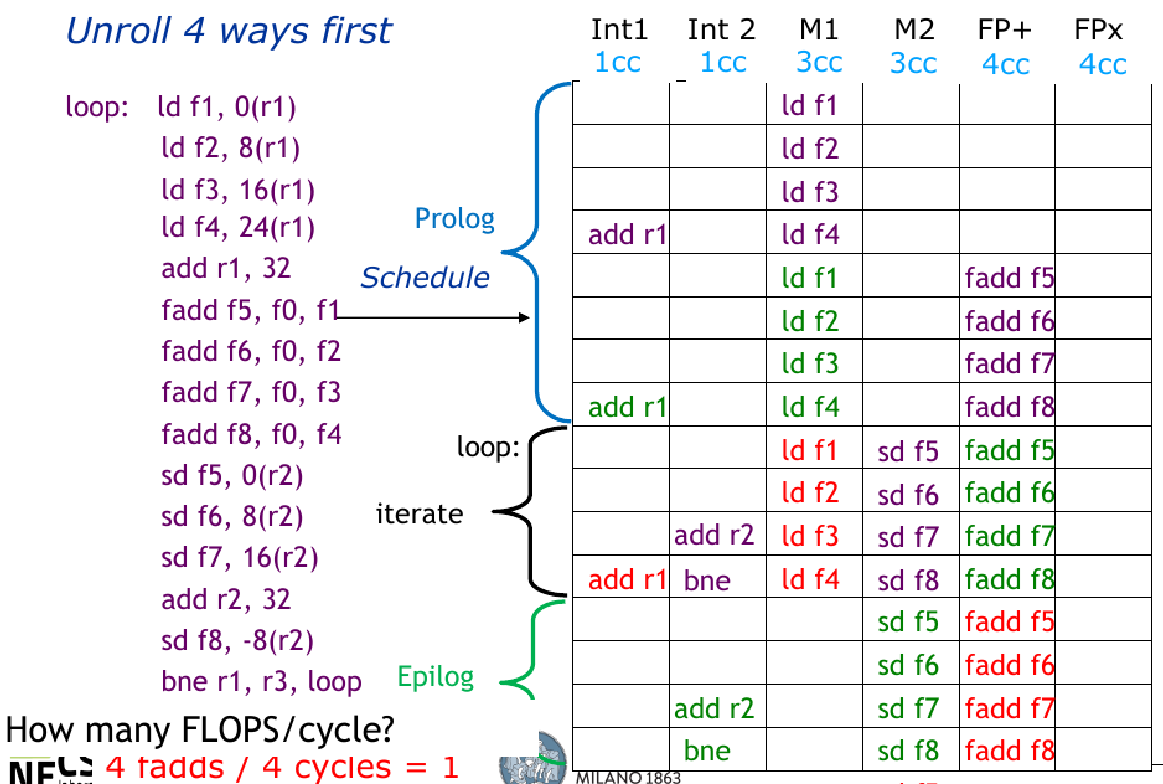 Unroll 4 ways first
Int1 Int 2 M1 M2 FP+ FPx
1cc 1cc 3cc 3cc 4cc 4cc
loop: ld f1, 0(r1)
ld f2, 8(r1)
ld f3, 16(r1)
ld f4, 24(r1)
add r1, 32
fadd f5, f0, f1
fadd f6, f0, f2
fadd f7, f0, f3
fadd f8, f0, f4
sd f5, 0(r2)
sd f6, 8(r2)
sd f7, 16(r2)
add r2, 32
sd f8, -8(r2)
bne r1, r3, loop
Prolog
Schedule
loop:
iterate
Epilog
ld f1
ld f2
ld f3
add r1 ld f4
ld f1 fadd f5
ld f2 fadd f6
ld f3 fadd f7
add r1 ld f4 fadd f8
ld f1 sd f5 fadd f5
ld f2 sd f6 fadd f6
add r2 ld f3 sd f7 fadd f7
add r1 bne ld f4 sd f8 fadd f8
sd f5 fadd f5
sd f6 fadd f6
add r2 sd f7 fadd f7
bne sd f8 fadd f8
How many FLOPS/cycle?
4 fadds / 4 cycles = 1
MILANO 1863